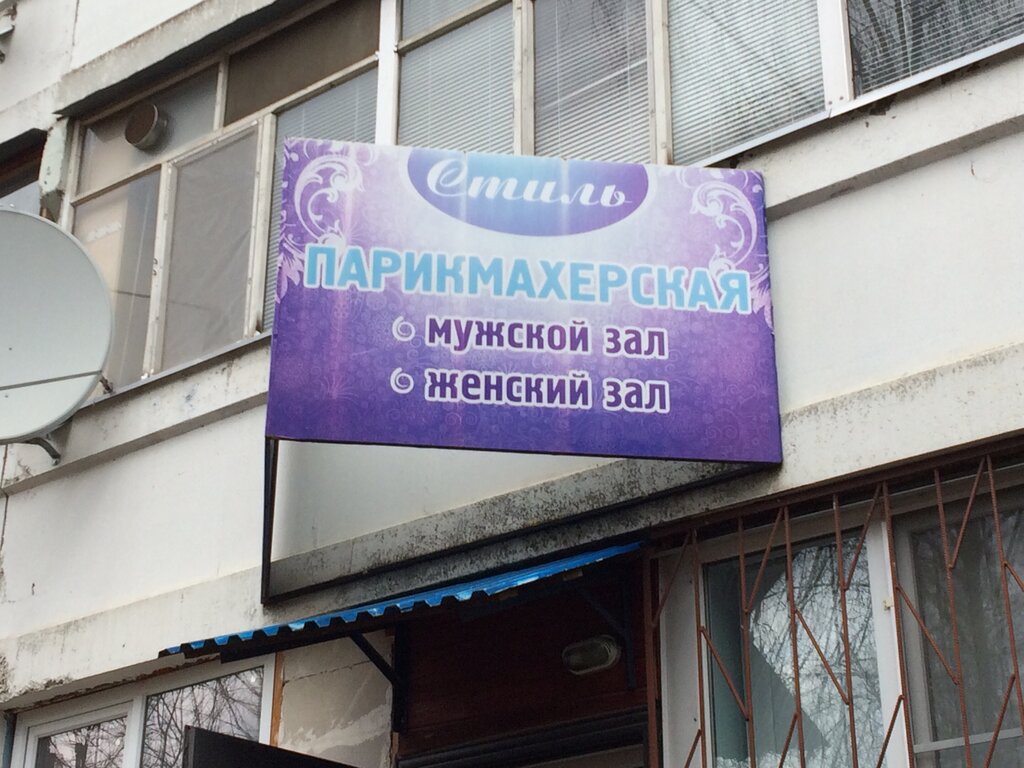 Стиль
ПАРИКМАХЕРСКАЯ
мужской зал
женский зал